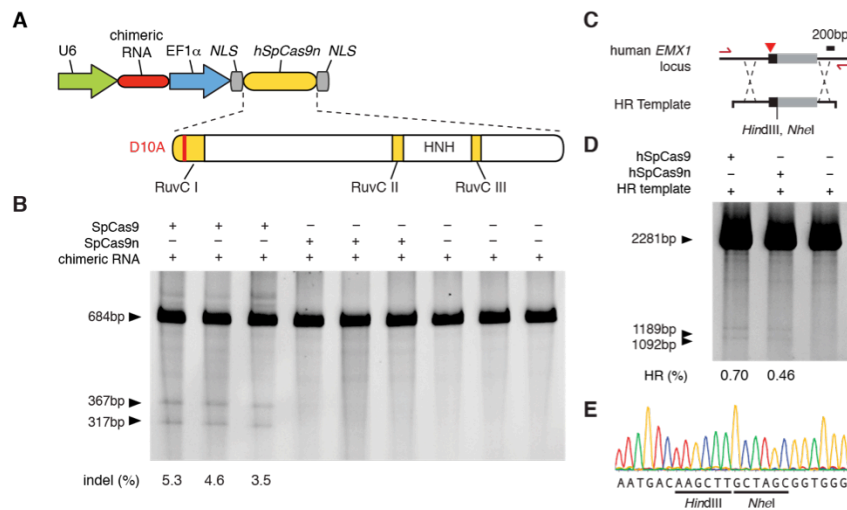 A
U6
chimeric
RNA
EF1α
NLS
hSpCas9n
NLS
D10A
HNH
RuvC I
RuvC II
RuvC III
B
SpCas9 + + + – – – – – –
SpCas9n – – – + + + – – –
chimeric RNA + + + + + + + + +
684bp
367bp
317bp
indel (%) 5.3 4.6 3.5
C
200bp
human EMX1
locus
HR Template
HindIII, NheI
D
hSpCas9 + – –
hSpCas9n – + –
HR template + + +
2281bp
1189bp
1092bp
HR (%) 0.70 0.46
E
AATGACAAGCTTGCTAGCGGTGGG
HindIII NheI